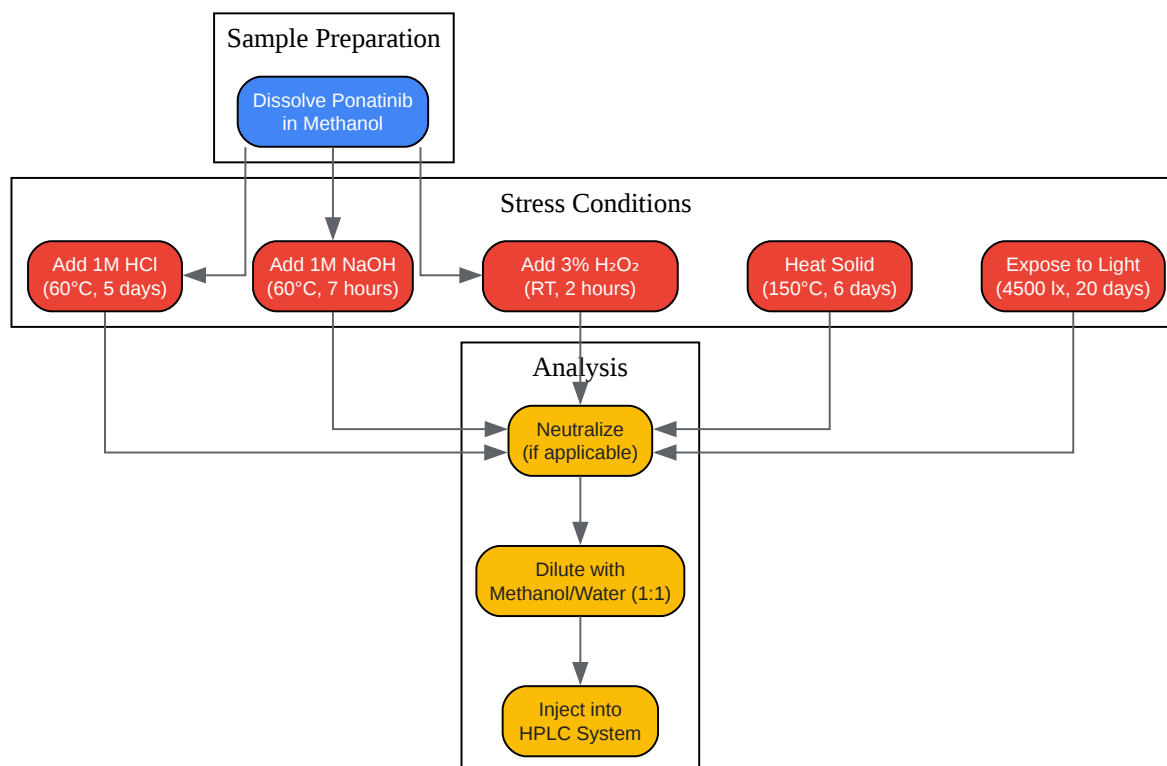 Sample Preparation
Dissolve Ponatinib
in Methanol
Stress Conditions
Add 1M HCl
(60°C, 5 days)
Add 1M NaOH
(60°C, 7 hours)
Add 3% H₂O₂
(RT, 2 hours)
Heat Solid
(150°C, 6 days)
Expose to Light
(4500 lx, 20 days)
Analysis
Neutralize
(if applicable)
Dilute with
Methanol/Water (1:1)
Inject into
HPLC System